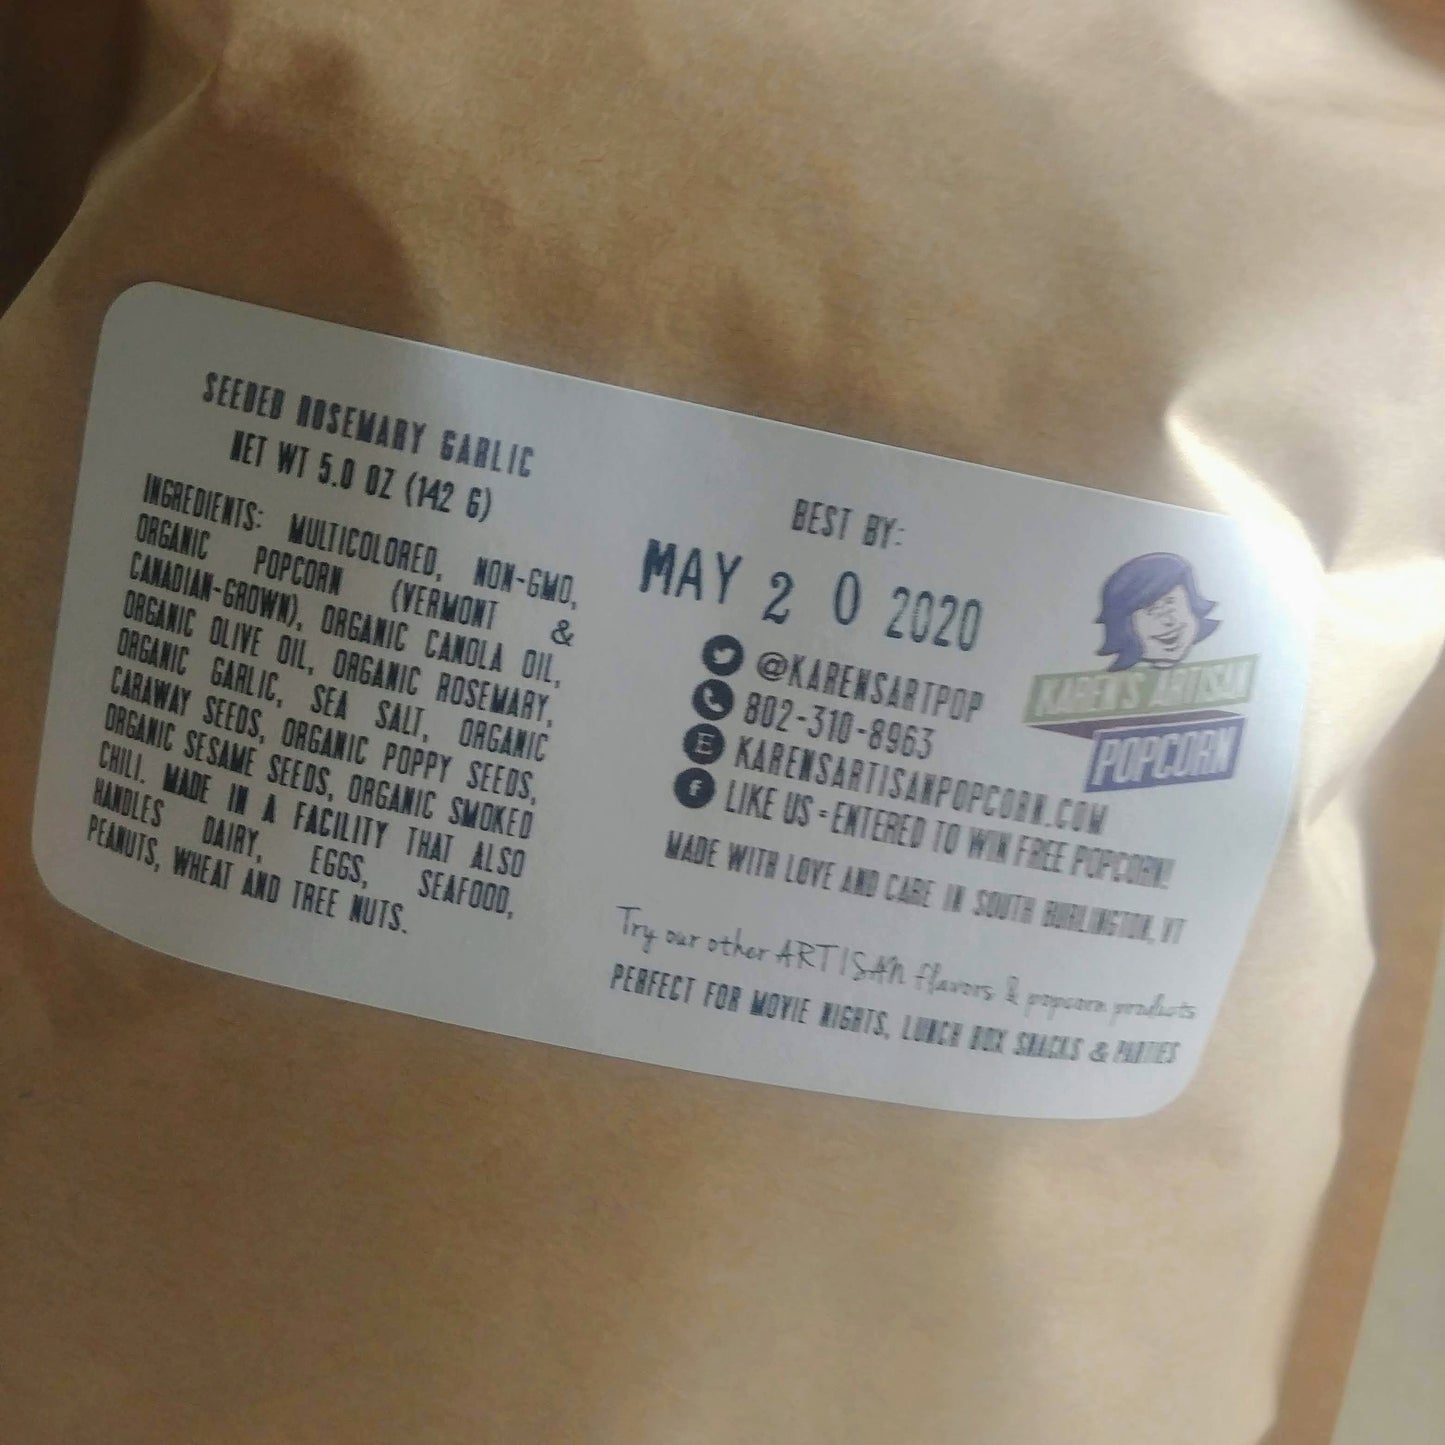 SEEDED ROSEMARY GARLIC
NET WT 5.0 OZ (142 G)
INGREDIENTS: MULTICOLORED, NON-GMO,
ORGANIC POPCORN (VERMONT &
CANADIAN-GROWN), ORGANIC CANOLA OIL,
ORGANIC OLIVE OIL, ORGANIC ROSEMARY,
ORGANIC GARLIC, SEA SALT, ORGANIC
CARAWAY SEEDS, ORGANIC POPPY SEEDS,
ORGANIC SESAME SEEDS, ORGANIC SMOKED
CHILI. MADE IN A FACILITY THAT ALSO
HANDLES DAIRY, EGGS, SEAFOOD,
PEANUTS, WHEAT AND TREE NUTS.
BEST BY:
MAY 2 0 2020
@KARENSARTPOP
802-310-8963
KARENSARTISANPOPCORN.COM
LIKE US = ENTERED TO WIN FREE POPCORN!
MADE WITH LOVE AND CARE IN SOUTH BURLINGTON, VT
Try our other ARTISAN flavors & popcorn products
PERFECT FOR MOVIE NIGHTS, LUNCH BOX SNACKS & PARTIES
KAREN'S ARTISAN
POPCORN